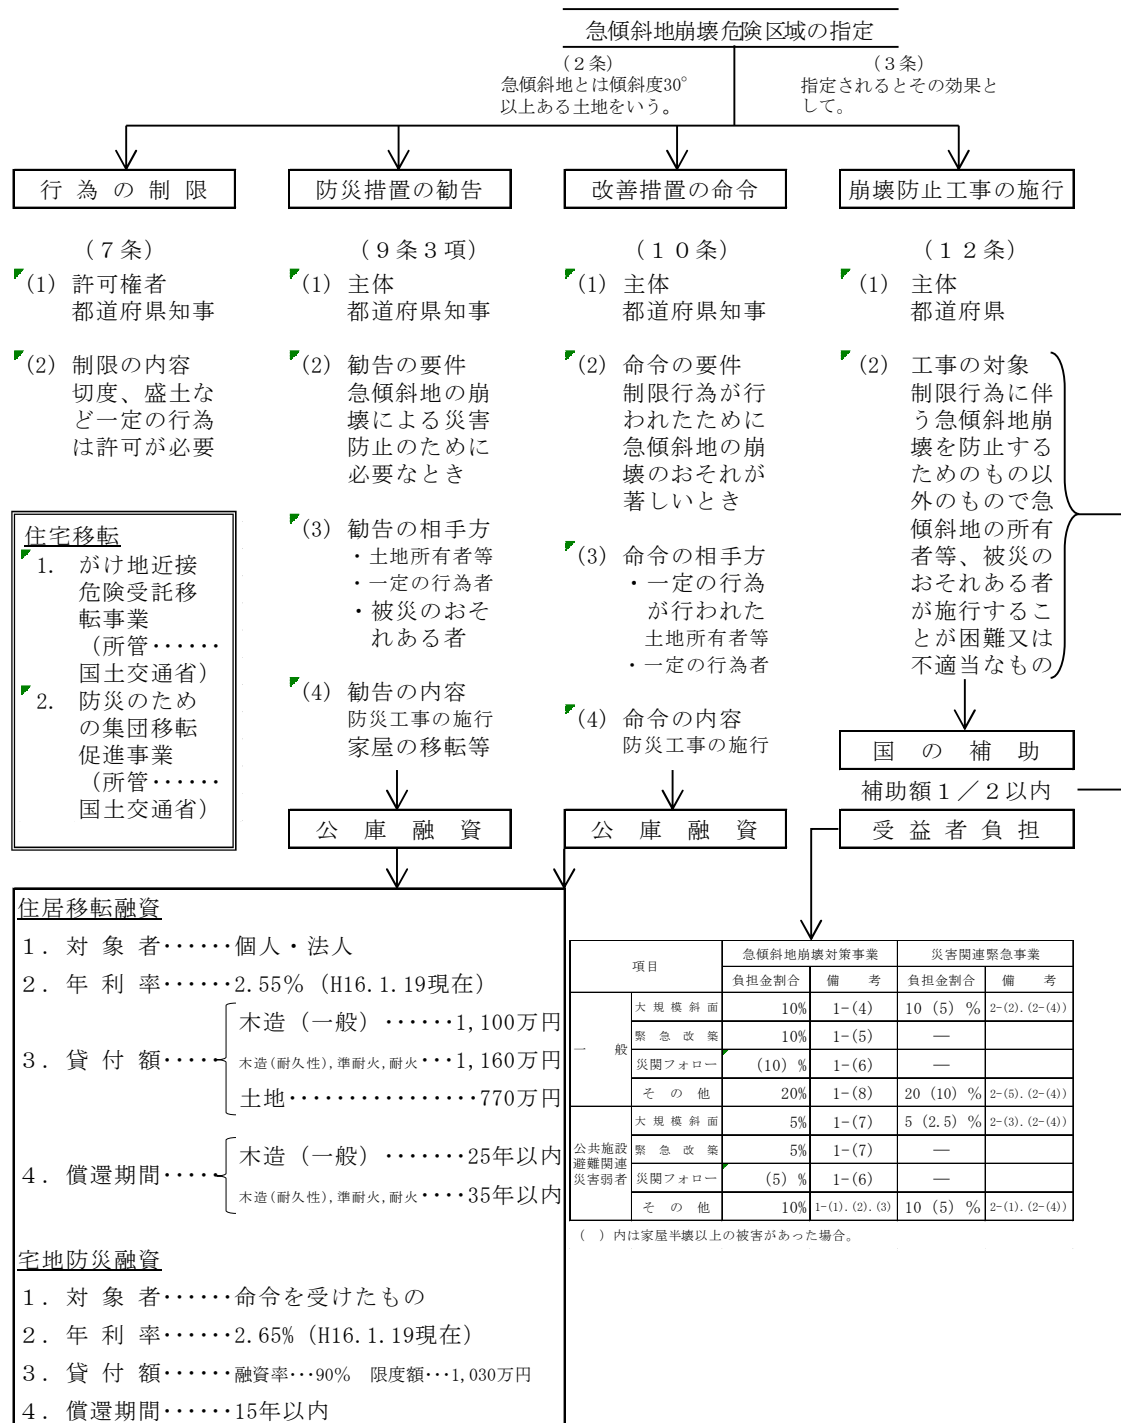 急傾斜地崩壊危険区域の指定
(２条)
急傾斜地とは傾斜度30°
以上ある土地をいう。
(３条)
指定されるとその効果と
して。
行為の制限
(７条)
(1) 許可権者
都道府県知事
(2) 制限の内容
切度、盛土な
ど一定の行為
は許可が必要
住宅移転
1. がけ地近接
危険受託移
転事業
(所管‥‥‥
国土交通省)
2. 防災のため
の集団移転
促進事業
(所管‥‥‥
国土交通省)
防災措置の勧告
(９条３項)
(1) 主体
都道府県知事
(2) 勧告の要件
急傾斜地の崩
壊による災害
防止のために
必要なとき
(3) 勧告の相手方
・土地所有者等
・一定の行為者
・被災のおそ
れある者
(4) 勧告の内容
防災工事の施行
家屋の移転等
公庫融資
改善措置の命令
(１０条)
(1) 主体
都道府県知事
(2) 命令の要件
制限行為が行
われたために
急傾斜地の崩
壊のおそれが
著しいとき
(3) 命令の相手方
・一定の行為
が行われた
土地所有者等
・一定の行為者
(4) 命令の内容
防災工事の施行
公庫融資
崩壊防止工事の施行
(１２条)
(1) 主体
都道府県
(2) 工事の対象
制限行為に伴
う急傾斜地崩
壊を防止する
ためのもの以
外のもので急
傾斜地の所有
者等、被災の
おそれある者
が施行するこ
とが困難又は
不適当なもの
国の補助
補助額１／２以内
受益者負担
住居移転融資
１．対象者‥‥‥個人・法人
２．年利率‥‥‥2.55％ (H16.1.19現在)
３．貸付額‥‥‥
木造 (一般) ‥‥‥1,100万円
木造(耐久性),準耐火,耐火‥‥1,160万円
土地‥‥‥‥‥‥‥‥770万円
４．償還期間‥‥‥
木造 (一般) ‥‥‥‥25年以内
木造(耐久性),準耐火,耐火‥‥35年以内
宅地防災融資
１．対象者‥‥‥命令を受けたもの
２．年利率‥‥‥2.65% (H16.1.19現在)
３．貸付額‥‥‥融資率･･･90％　限度額･･･1,030万円
４．償還期間‥‥‥15年以内
項目 急傾斜地崩壊対策事業 災害関連緊急事業
負担金割合 備考 負担金割合 備考
一般 大規模斜面 10% 1-(4) 10 (5) % 2-(2).(2-(4))
緊急改築 10% 1-(5) ―
災関フォロー (10) % 1-(6) ―
その他 20% 1-(8) 20 (10) % 2-(5).(2-(4))
公共施設
避難関連
災害弱者
大規模斜面 5% 1-(7) 5 (2.5) % 2-(3).(2-(4))
緊急改築 5% 1-(7) ―
災関フォロー (5) % 1-(6) ―
その他 10% 1-(1).(2).(3) 10 (5) % 2-(1).(2-(4))
( )内は家屋半壊以上の被害があった場合。